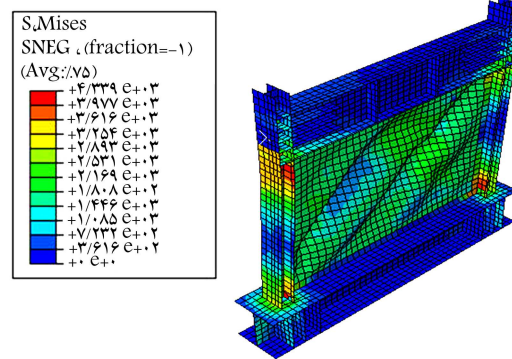 S،Mises
SNEG ،(fraction=-۱)
(Avg:٪۷۵)
+۴/۳۳۹ e+۰۳
+۳/۹۷۷ e+۰۳
+۳/۶۱۶ e+۰۳
+۳/۲۵۴ e+۰۳
+۲/۸۹۳ e+۰۳
+۲/۵۳۱ e+۰۳
+۲/۱۶۹ e+۰۳
+۱/۸۰۸ e+۰۲
+۱/۴۴۶ e+۰۳
+۱/۰۸۵ e+۰۳
+۷/۲۳۲ e+۰۲
+۳/۶۱۶ e+۰۲
+۰ e+۰